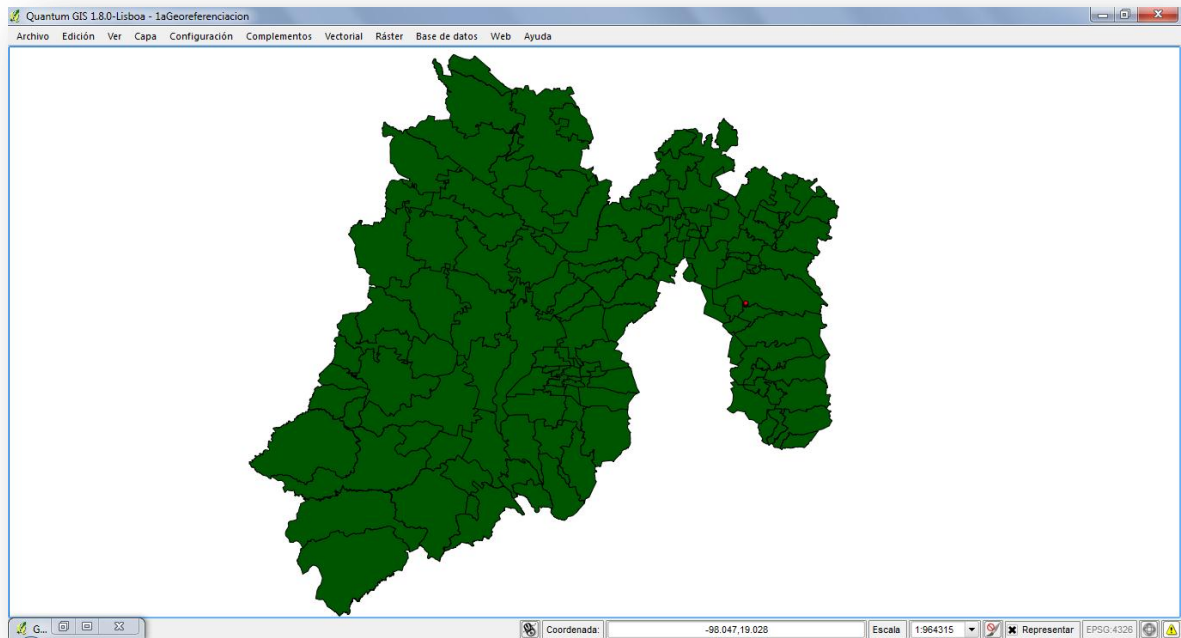 Quantum GIS 1.8.0-Lisboa - 1aGeoreferenciacion
Archivo Edición Ver Capa Configuración Complementos Vectorial Ráster Base de datos Web Ayuda
G... Coordenada: -98.047,19.028 Escala 1:964315 Representar EPSG:4326